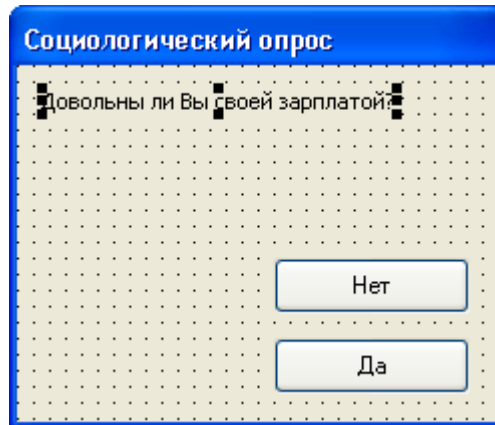 Социологический опрос
Довольны ли Вы своей зарплатой?
Нет
Да